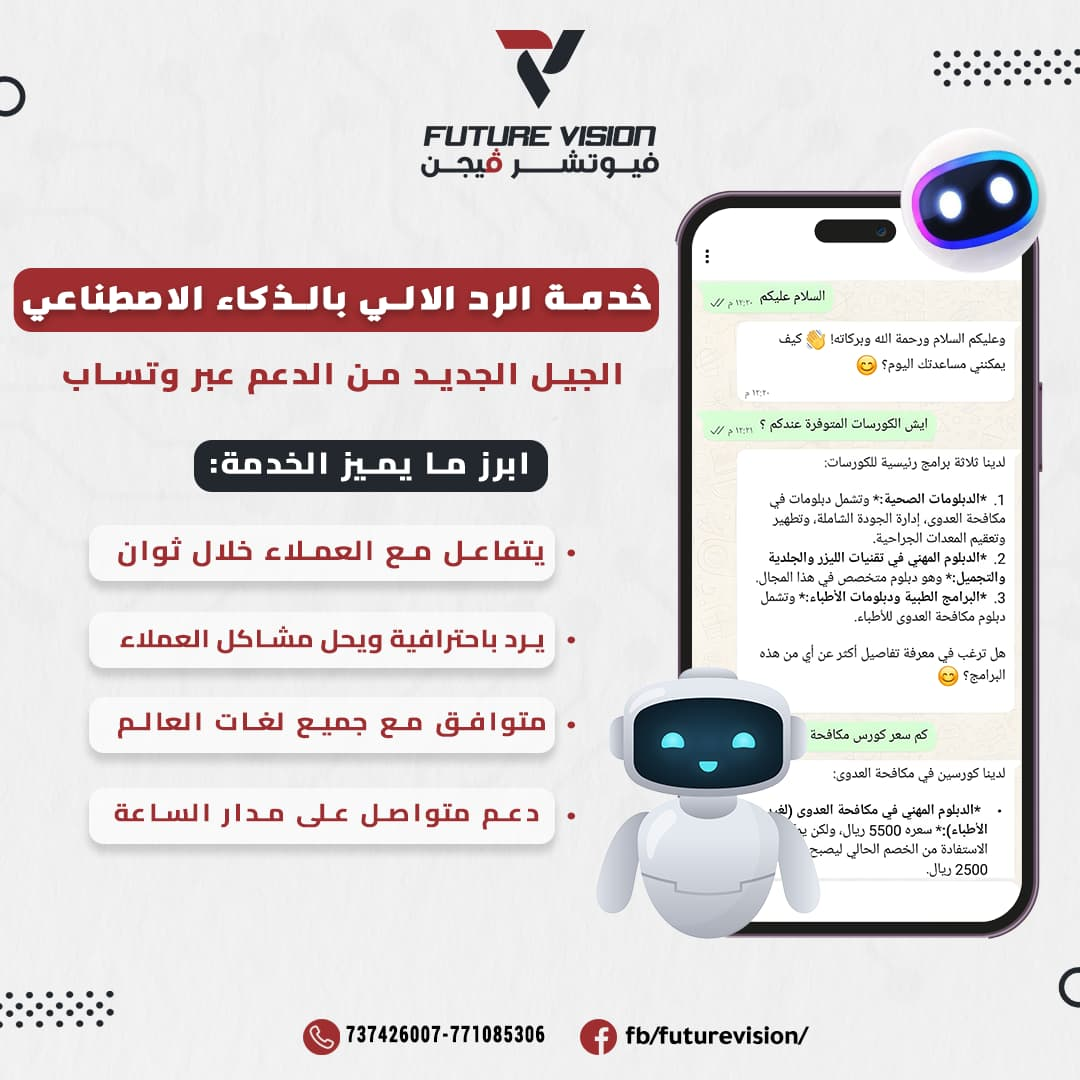 FUTURE VISION
فيوتشر ڤيجن
خدمة الرد الالي بالذكاء الاصطناعي
الجيل الجديد من الدعم عبر وتساب
ابرز ما يميز الخدمة:
• يتفاعل مع العملاء خلال ثوان
• يرد باحترافية ويحل مشاكل العملاء
• متوافق مع جميع لغات العالم
• دعم متواصل على مدار الساعة
السلام عليكم ١٢:٢٠ م
وعليكم السلام ورحمة الله وبركاته! 👋 كيف
يمكنني مساعدتك اليوم؟ 😊
١٢:٢٠ م
ايش الكورسات المتوفرة عندكم ؟ ١٢:٢١ م
لدينا ثلاثة برامج رئيسية للكورسات:
1. *الدبلومات الصحية:* وتشمل دبلومات في
مكافحة العدوى، إدارة الجودة الشاملة، وتطهير
وتعقيم المعدات الجراحية.
2. *الدبلوم المهني في تقنيات الليزر والجلدية
والتجميل:* وهو دبلوم متخصص في هذا المجال.
3. *البرامج الطبية ودبلومات الأطباء:* وتشمل
دبلوم مكافحة العدوى للأطباء.
هل ترغب في معرفة تفاصيل أكثر عن أي من هذه
البرامج؟ 😊
كم سعر كورس مكافحة
لدينا كورسين في مكافحة العدوى:
• *الدبلوم المهني في مكافحة العدوى
الأطباء):* سعره 5500 ريال، ولكن
الاستفادة من الخصم الحالي ليصبح
2500 ريال.
737426007-771085306
fb/futurevision/